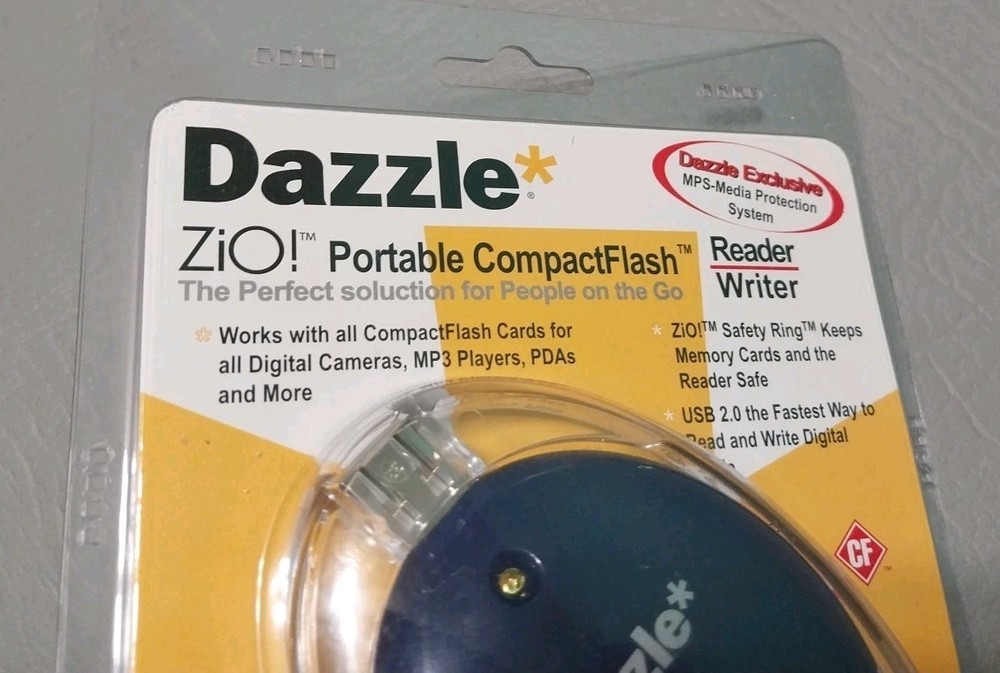 Dazzle*®
Dazzle Exclusive
MPS-Media Protection
System
ZiO!™ Portable CompactFlash™ Reader
Writer
The Perfect soluction for People on the Go
* Works with all CompactFlash Cards for
all Digital Cameras, MP3 Players, PDAs
and More
* ZiO!™ Safety Ring™ Keeps
Memory Cards and the
Reader Safe
* USB 2.0 the Fastest Way to
Read and Write Digital
CF™
zle*